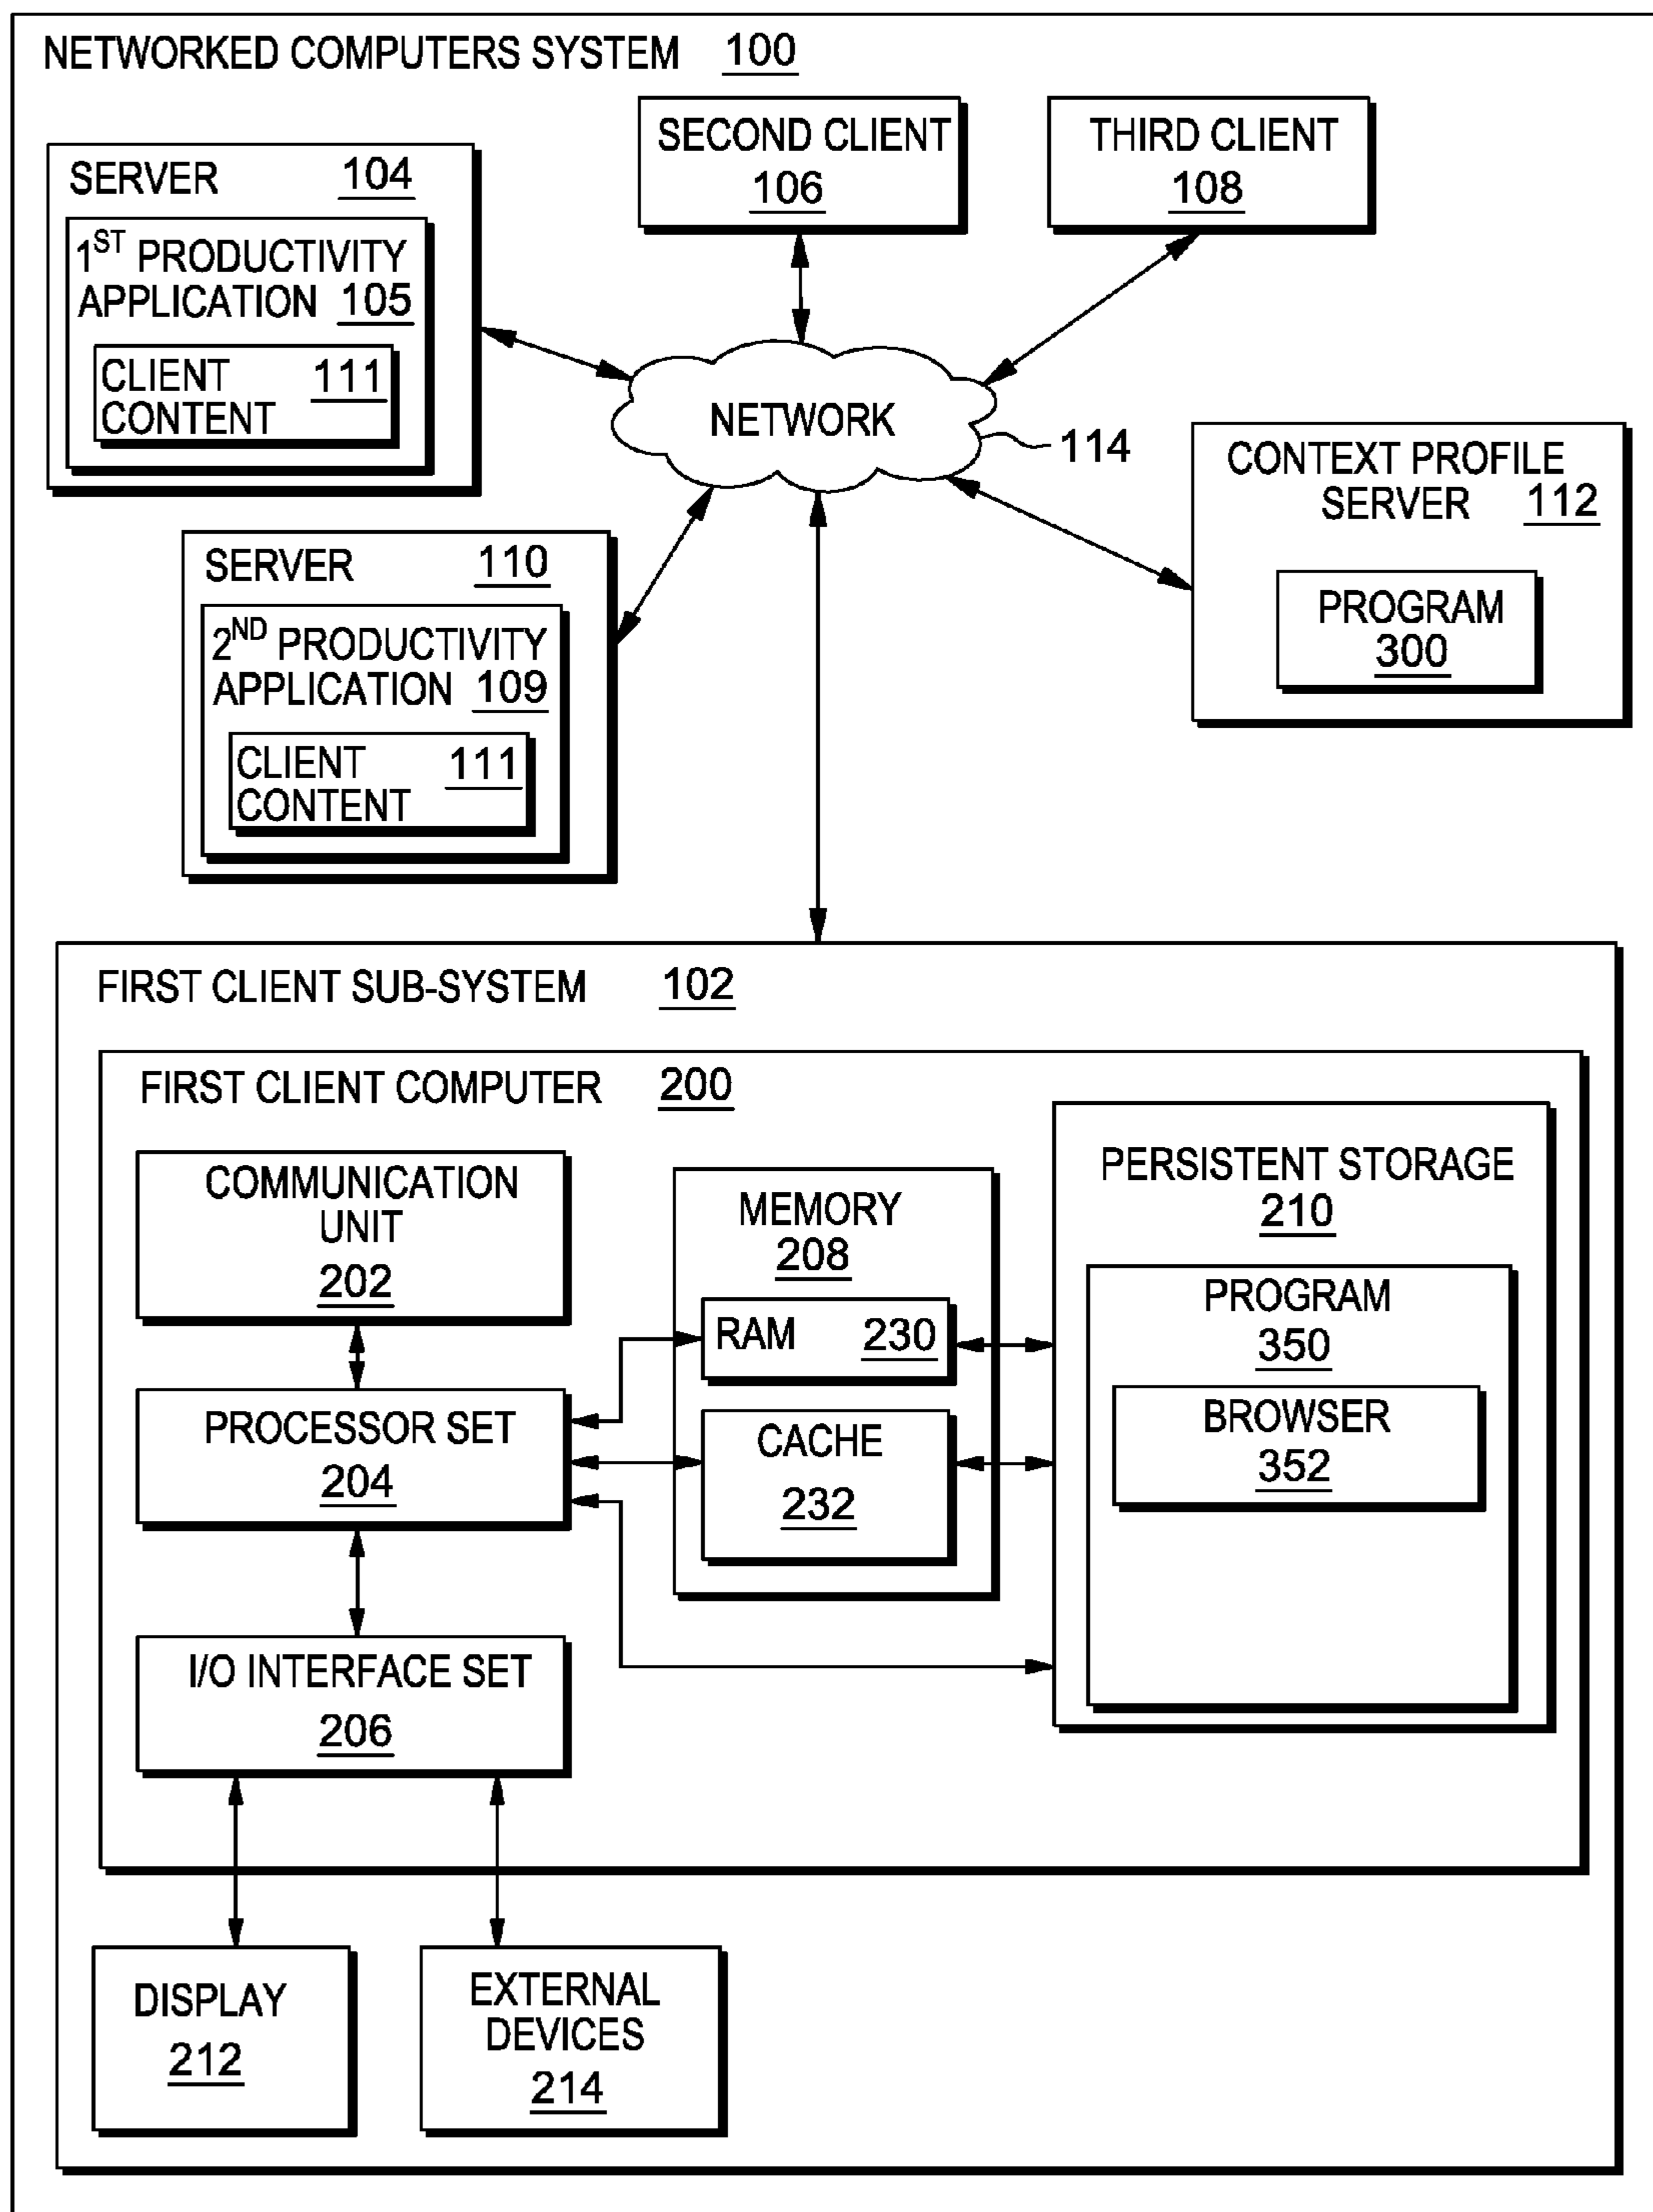 NETWORKED COMPUTERS SYSTEM 100
SECOND CLIENT
106
THIRD CLIENT
108
SERVER 104
1ST PRODUCTIVITY
APPLICATION 105
CLIENT 111
CONTENT
NETWORK
114
CONTEXT PROFILE
SERVER 112
PROGRAM
300
SERVER 110
2ND PRODUCTIVITY
APPLICATION 109
CLIENT 111
CONTENT
FIRST CLIENT SUB-SYSTEM 102
FIRST CLIENT COMPUTER 200
COMMUNICATION
UNIT
202
MEMORY
208
RAM 230
CACHE
232
PERSISTENT STORAGE
210
PROGRAM
350
BROWSER
352
PROCESSOR SET
204
I/O INTERFACE SET
206
DISPLAY
212
EXTERNAL
DEVICES
214